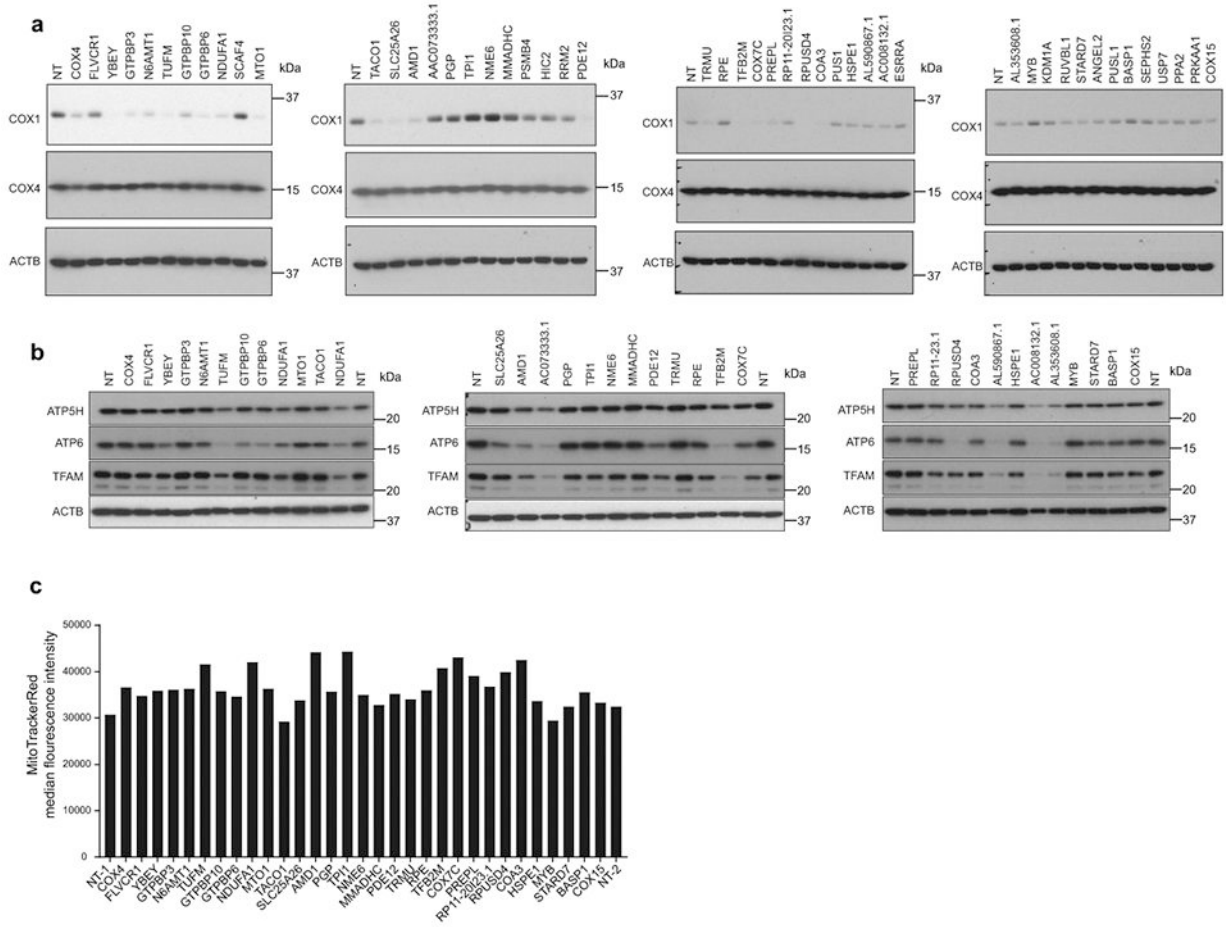 a
NT COX4 FLVCR1 YBEY GTPBP3 N6AMT1 TUFM GTPBP10 GTPBP6 NDUFA1 SCAF4 MTO1 kDa
COX1 37
COX4 15
ACTB 37
NT TACO1 SLC25A26 AMD1 AAC073333.1 PGP TPI1 NME6 MMADHC PSMB4 HIC2 RRM2 PDE12 kDa
COX1 37
COX4 15
ACTB 37
NT TRMU RPE TFB2M COX7C PREPL RP11-20I23.1 RPUSD4 COA3 PUS1 HSPE1 AL590867.1 AC008132.1 ESRRA kDa
COX1 37
COX4 15
ACTB 37
NT AL353608.1 MYB KDM1A RUVBL1 STARD7 ANGEL2 PUSL1 BASP1 SEPHS2 USP7 PPA2 PRKAA1 COX15
COX1
COX4
ACTB
b
NT COX4 FLVCR1 YBEY GTPBP3 N6AMT1 TUFM GTPBP10 GTPBP6 NDUFA1 MTO1 TACO1 NDUFA1 NT kDa
ATP5H 20
ATP6 15
TFAM 20
ACTB 37
NT SLC25A26 AMD1 AC073333.1 PGP TPI1 NME6 MMADHC PDE12 TRMU RPE TFB2M COX7C NT kDa
ATP5H 20
ATP6 15
TFAM 20
ACTB 37
NT PREPL RP11-23.1 RPUSD4 COA3 AL590867.1 HSPE1 AC008132.1 AL353608.1 MYB STARD7 BASP1 COX15 NT kDa
ATP5H 20
ATP6 15
TFAM 20
ACTB 37
c
MitoTrackerRed
median flourescence intensity
50000
40000
30000
20000
10000
0
NT-1 COX4 FLVCR1 YBEY GTPBP3 N6AMT1 TUFM GTPBP10 GTPBP6 NDUFA1 MTO1 TACO1 SLC25A26 AMD1 PGP TPI1 NME6 MMADHC PDE12 TRMU RPE TFB2M COX7C PREPL RP11-20I23.1 RPUSD4 COA3 HSPE1 MYB STARD7 BASP1 COX15 NT-2